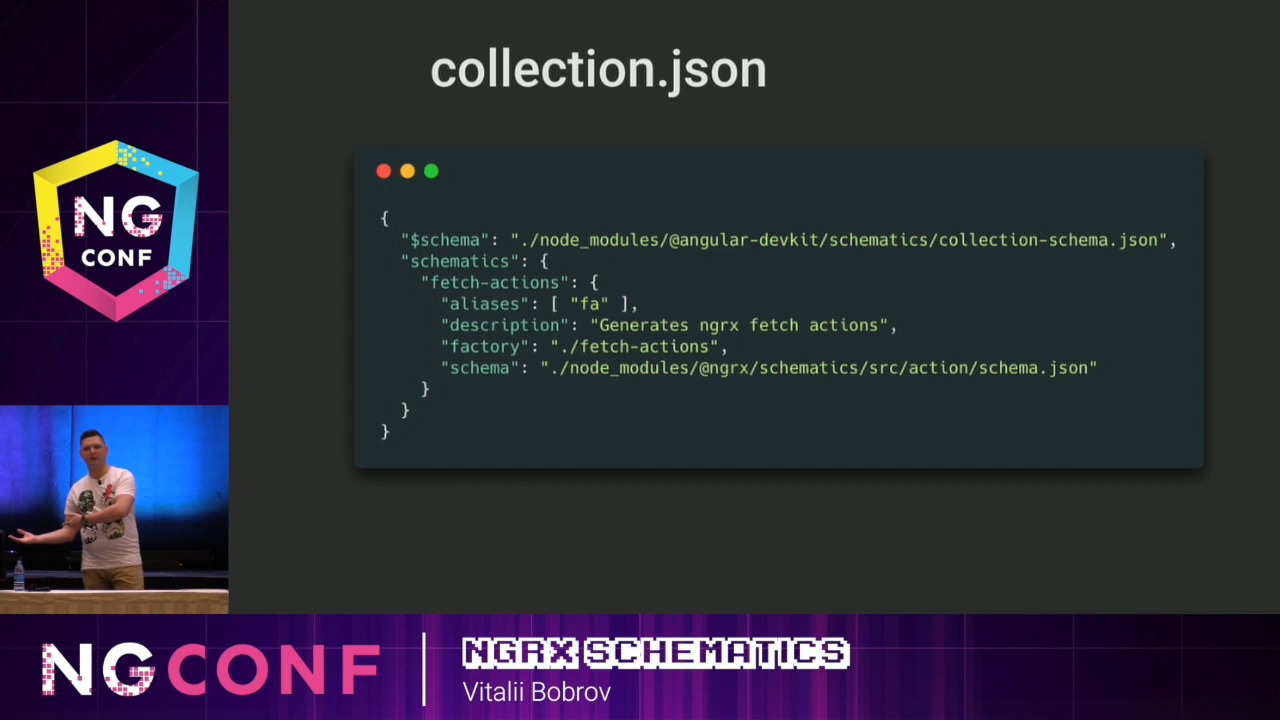 collection.json
NG
CONF
{
"$schema": "./node_modules/@angular-devkit/schematics/collection-schema.json",
"schematics": {
"fetch-actions": {
"aliases": [ "fa" ],
"description": "Generates ngrx fetch actions",
"factory": "./fetch-actions",
"schema": "./node_modules/@ngrx/schematics/src/action/schema.json"
}
}
}
NGCONF
NGRX SCHEMATICS
Vitalii Bobrov